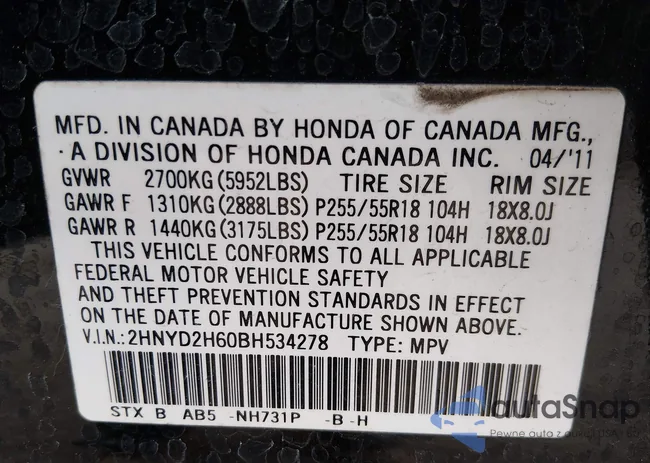 MFD. IN CANADA BY HONDA OF CANADA MFG.,
A DIVISION OF HONDA CANADA INC. 04/'11
GVWR 2700KG (5952LBS) TIRE SIZE RIM SIZE
GAWR F 1310KG (2888LBS) P255/55R18 104H 18X8.0J
GAWR R 1440KG (3175LBS) P255/55R18 104H 18X8.0J
THIS VEHICLE CONFORMS TO ALL APPLICABLE
FEDERAL MOTOR VEHICLE SAFETY
AND THEFT PREVENTION STANDARDS IN EFFECT
ON THE DATE OF MANUFACTURE SHOWN ABOVE.
V.I.N.:2HNYD2H60BH534278 TYPE: MPV
STX B AB5 -NH731P -B -H
autaSnap
Pewne auta z